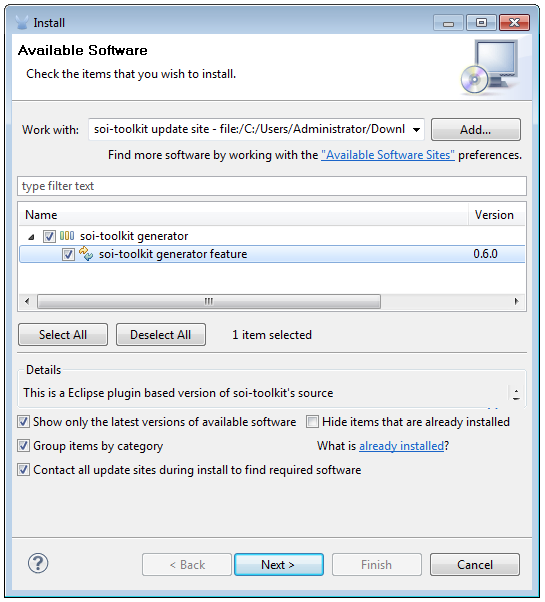 Install
Available Software
Check the items that you wish to install.
Work with: soi-toolkit update site - file:/C:/Users/Administrator/Downl Add...
Find more software by working with the "Available Software Sites" preferences.
type filter text
Name Version
soi-toolkit generator
soi-toolkit generator feature 0.6.0
Select All Deselect All 1 item selected
Details
This is a Eclipse plugin based version of soi-toolkit's source
Show only the latest versions of available software Hide items that are already installed
Group items by category What is already installed?
Contact all update sites during install to find required software
? < Back Next > Finish Cancel